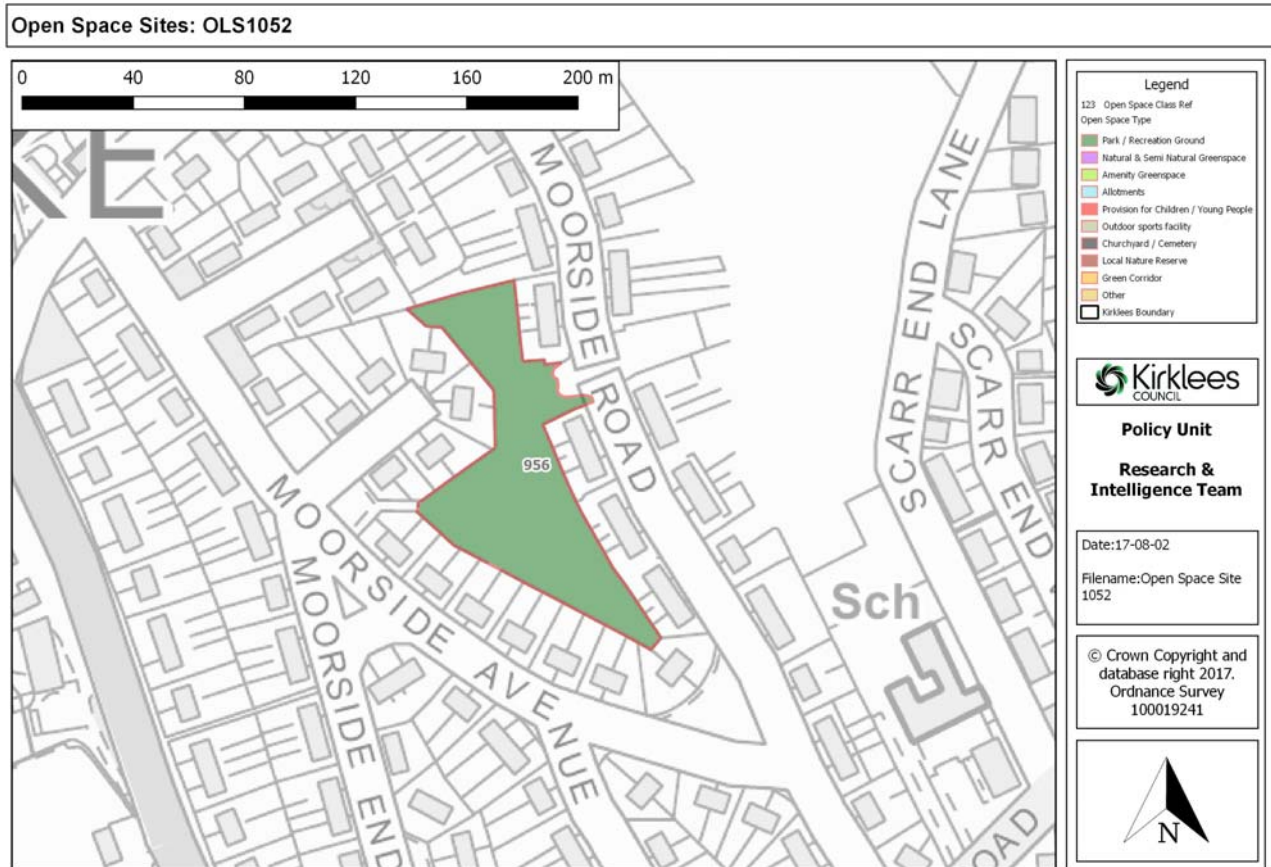 Open Space Sites: OLS1052
0 40 80 120 160 200 m
E
MOORSIDE
ROAD
SCARR END LANE
SCARR END
956
MOORSIDE AVENUE
MOORSIDE END
Sch
OAD
Legend
123 Open Space Class Ref
Open Space Type
Park / Recreation Ground
Natural & Semi Natural Greenspace
Amenity Greenspace
Allotments
Provision for Children / Young People
Outdoor sports facility
Churchyard / Cemetery
Local Nature Reserve
Green Corridor
Other
Kirklees Boundary
Kirklees
COUNCIL
Policy Unit
Research &
Intelligence Team
Date:17-08-02
Filename:Open Space Site
1052
© Crown Copyright and
database right 2017.
Ordnance Survey
100019241
N